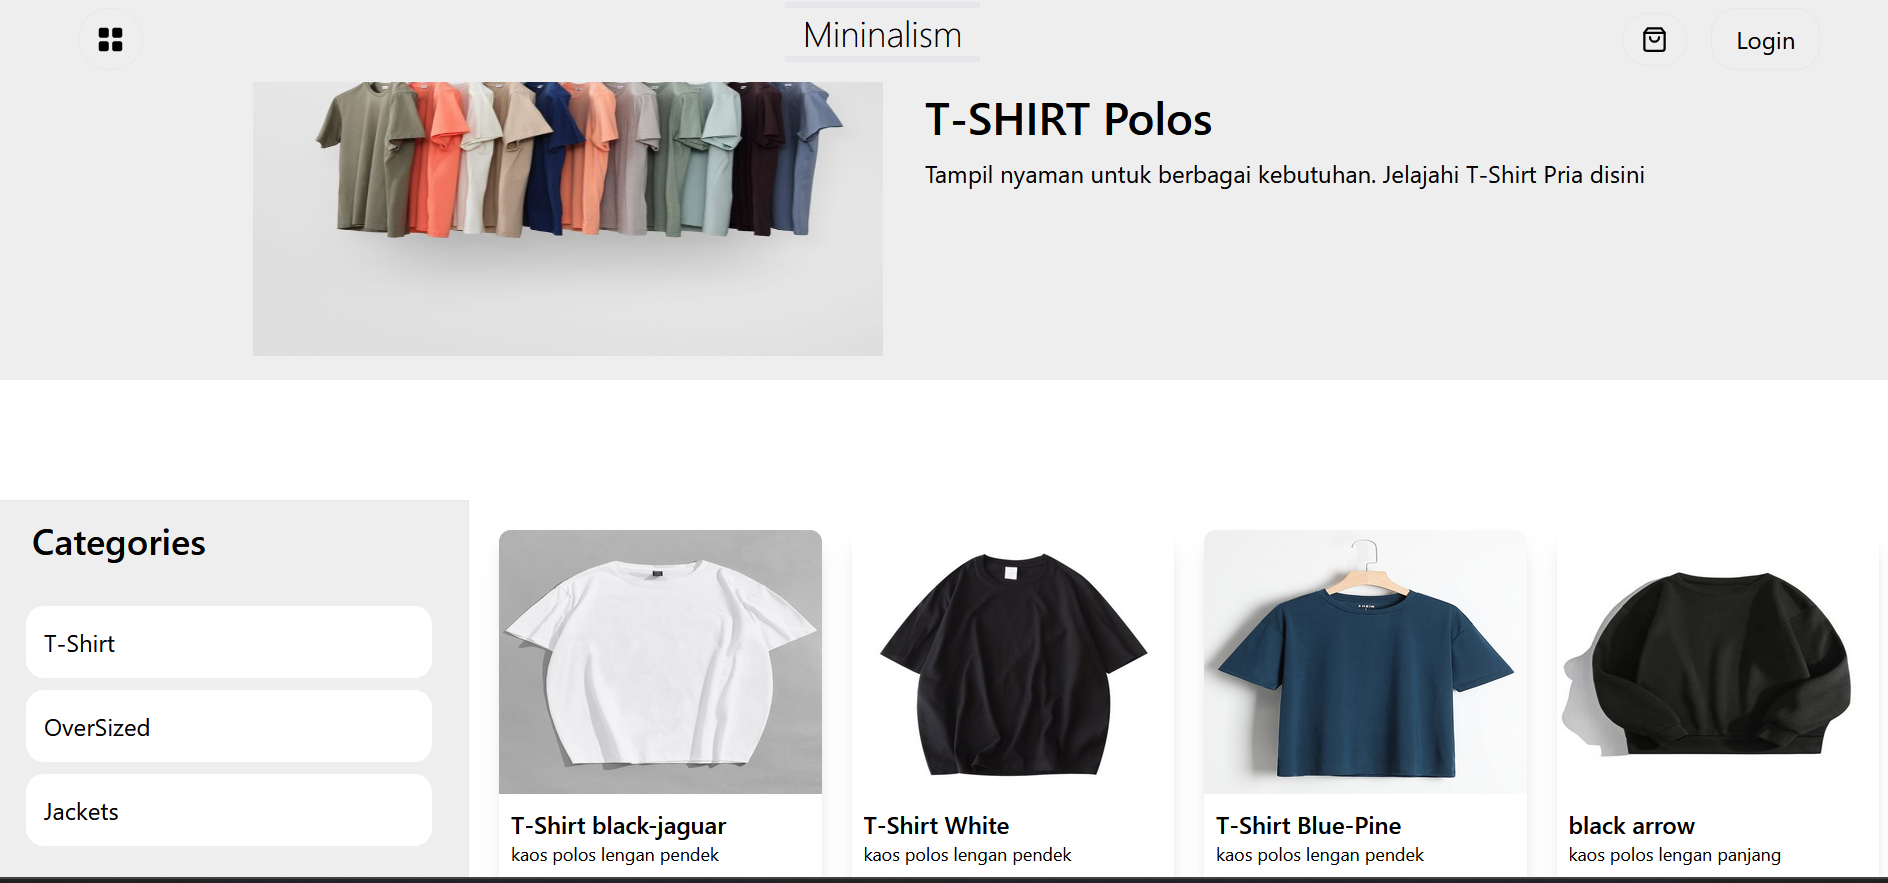 Mininalism
Login
T-SHIRT Polos
Tampil nyaman untuk berbagai kebutuhan. Jelajahi T-Shirt Pria disini
Categories
T-Shirt
OverSized
Jackets
T-Shirt black-jaguar
kaos polos lengan pendek
T-Shirt White
kaos polos lengan pendek
T-Shirt Blue-Pine
kaos polos lengan pendek
black arrow
kaos polos lengan panjang